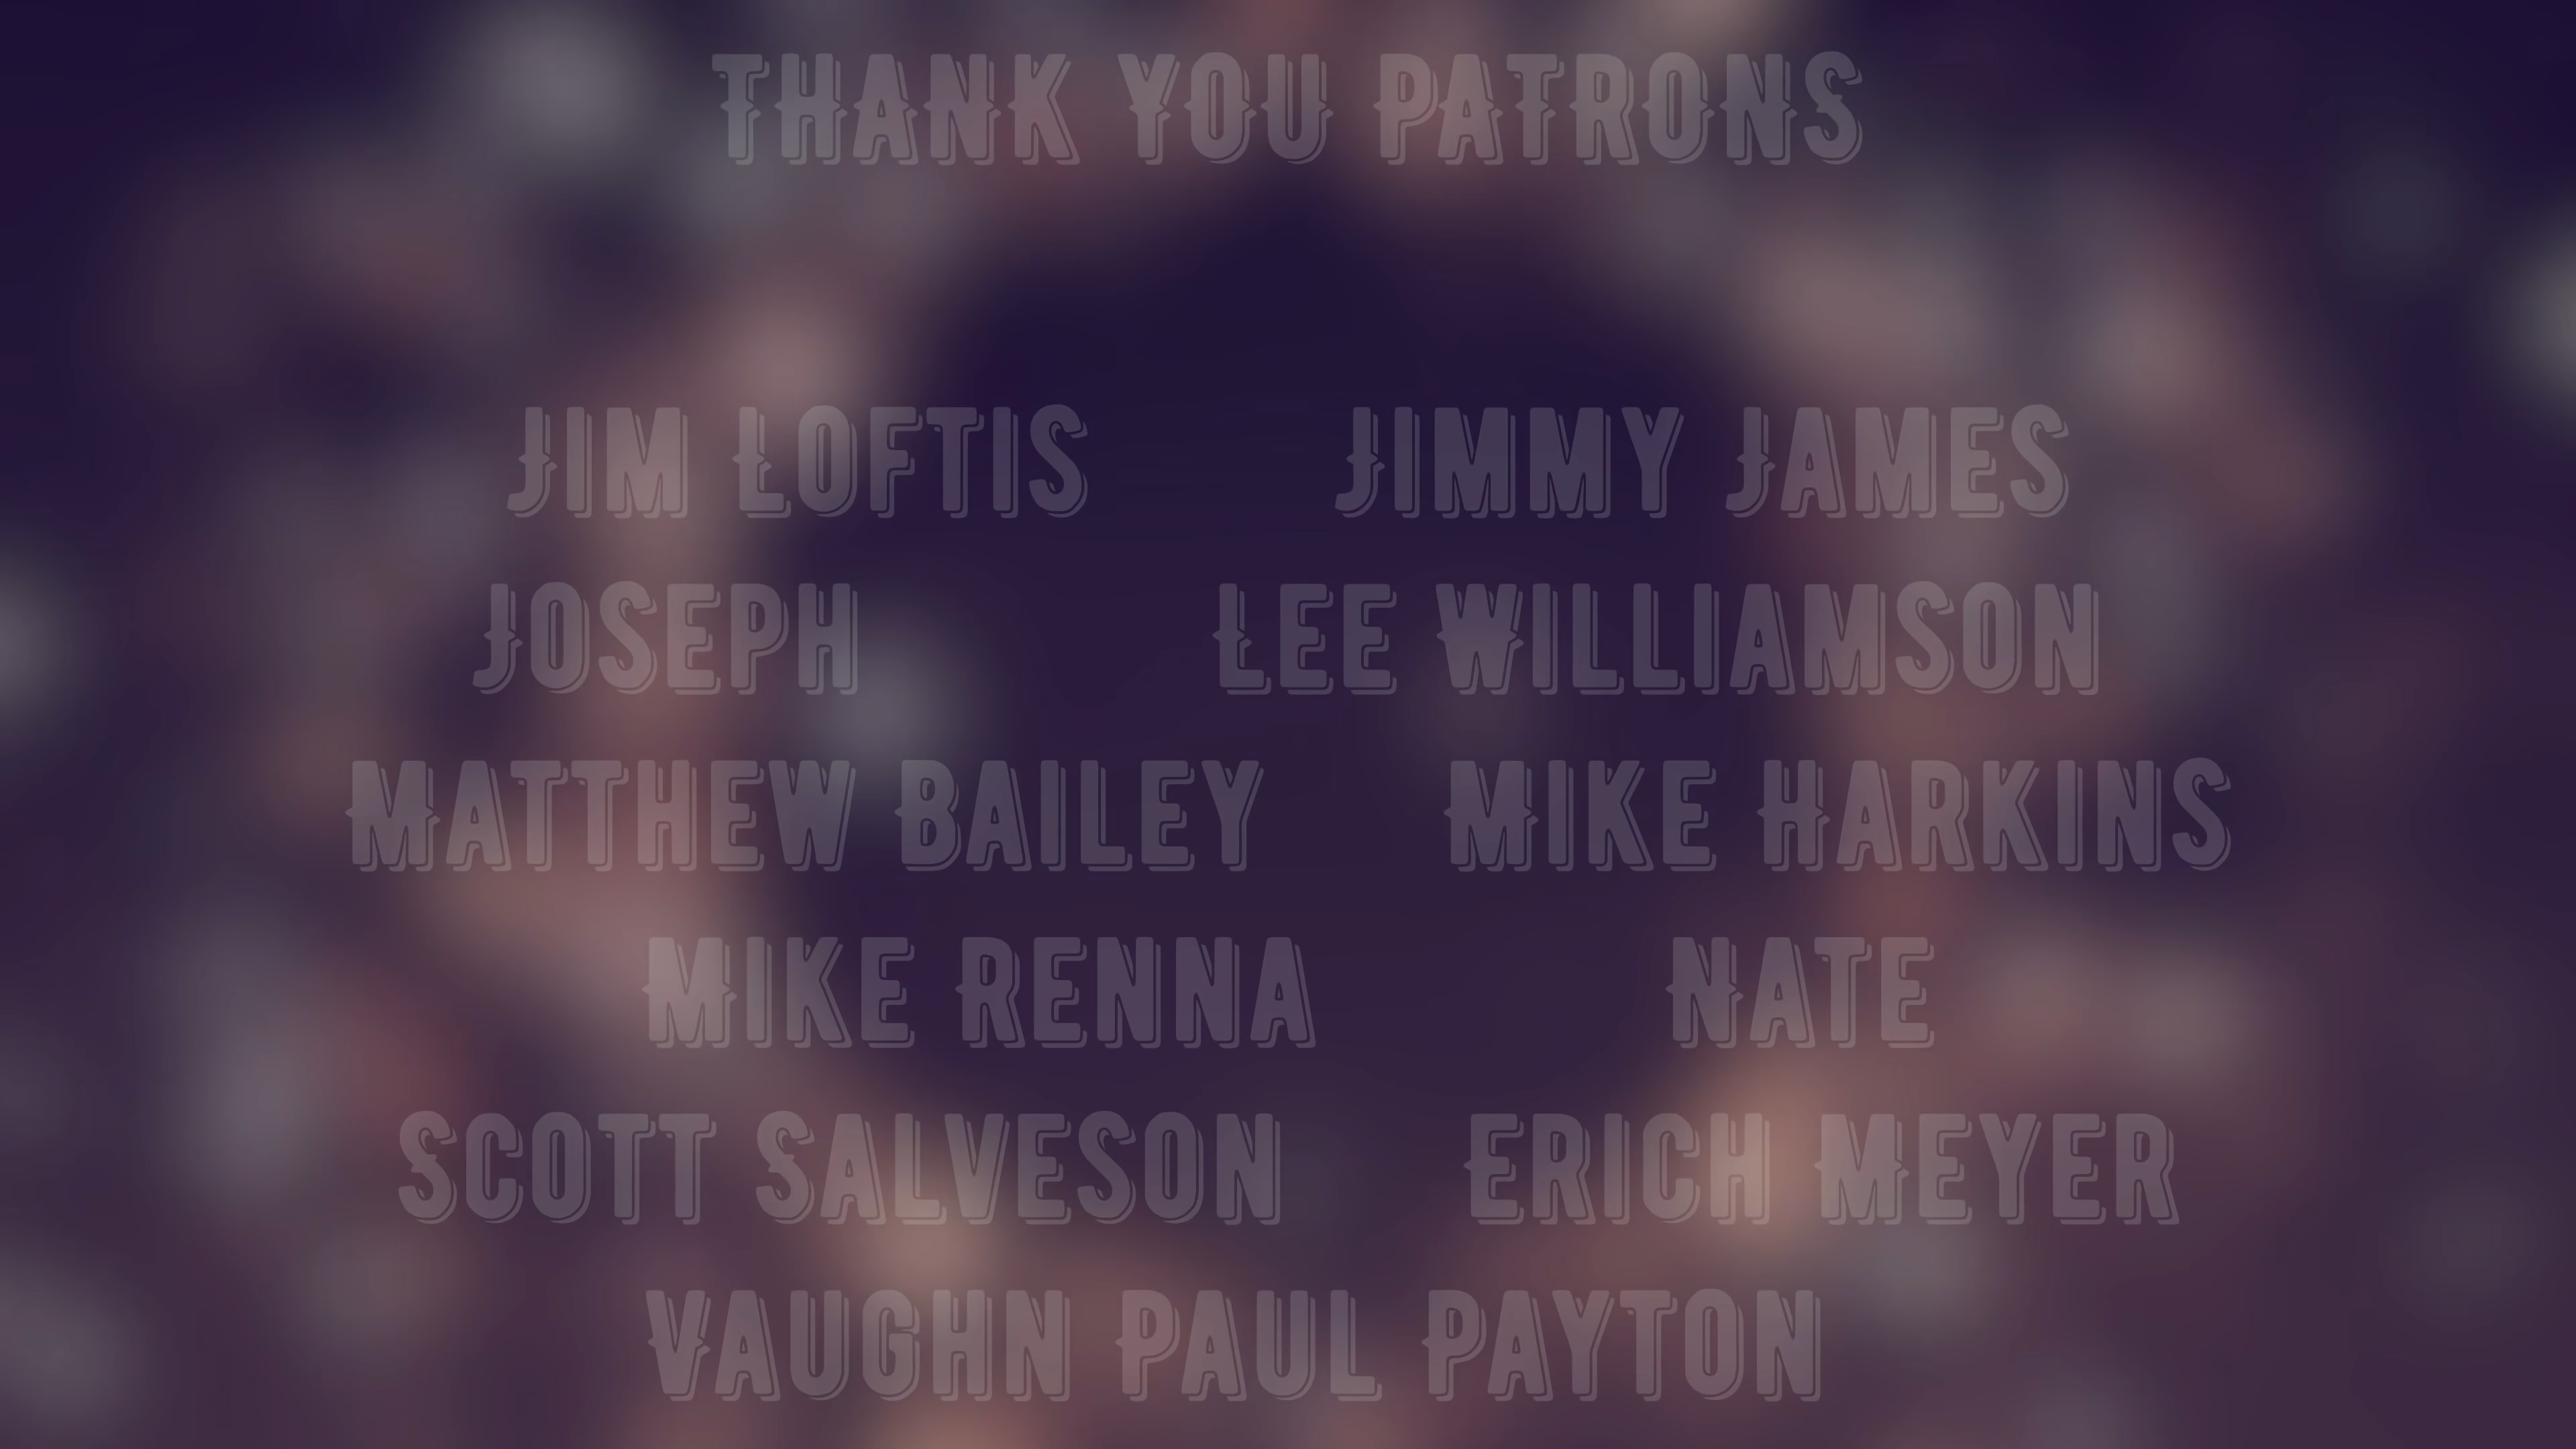 THANK YOU PATRONS
JIM LOFTIS JIMMY JAMES
JOSEPH LEE WILLIAMSON
MATTHEW BAILEY MIKE HARKINS
MIKE RENNA NATE
SCOTT SALVESON ERICH MEYER
VAUGHN PAUL PAYTON